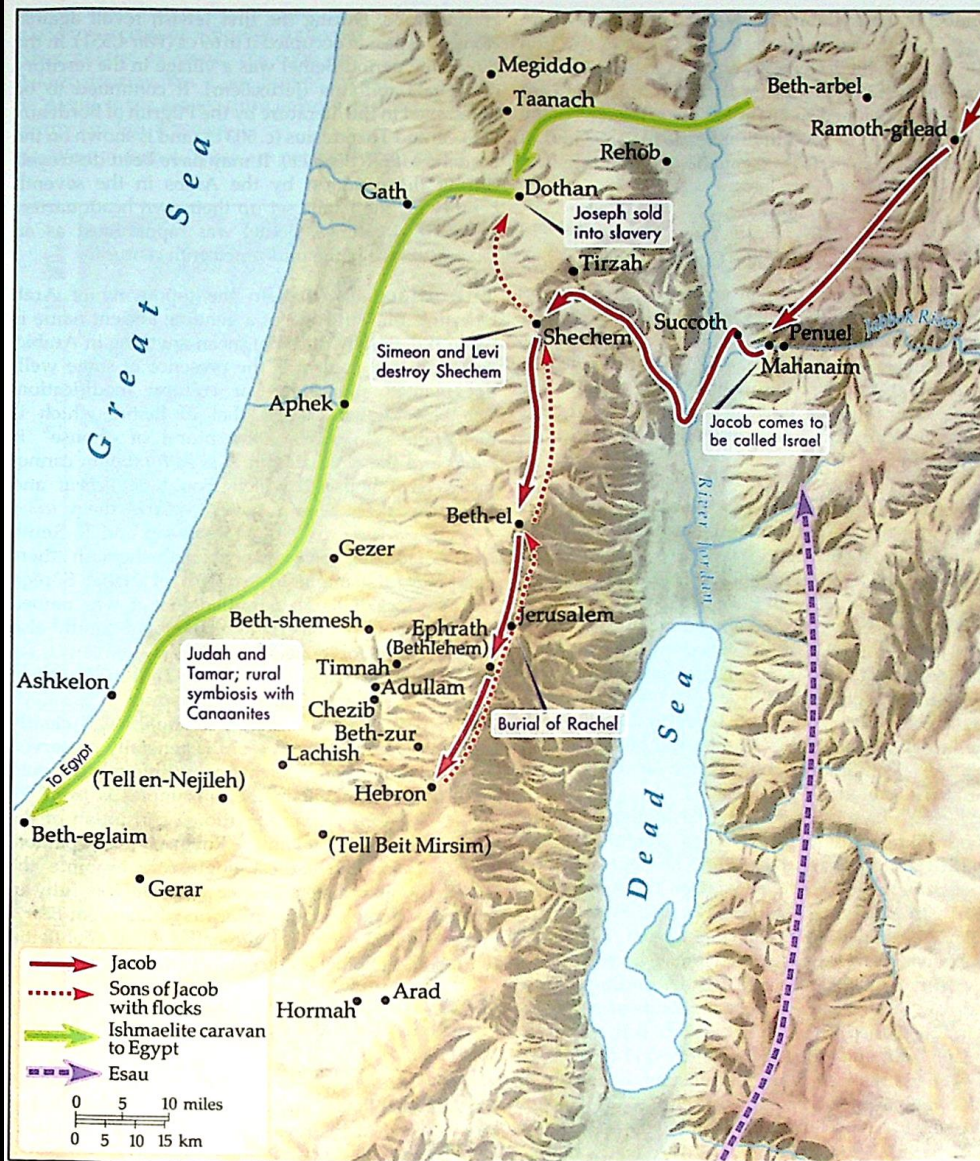 Megiddo
Taanach
Beth-arbel
Ramoth-gilead
Rehob
Great Sea
Gath
Dothan
Joseph sold
into slavery
Tirzah
Shechem
Succoth
Penuel
Jabbok River
Mahanaim
Simeon and Levi
destroy Shechem
Aphek
Jacob comes to
be called Israel
River Jordan
Beth-el
Gezer
Beth-shemesh
Ephrath
(Bethlehem)
Jerusalem
Judah and
Tamar; rural
symbiosis with
Canaanites
Timnah
Adullam
Chezib
Ashkelon
Burial of Rachel
Beth-zur
Lachish
To Egypt
(Tell en-Nejileh)
Hebron
Dead Sea
Beth-eglaim
(Tell Beit Mirsim)
Gerar
Jacob
Sons of Jacob
with flocks
Ishmaelite caravan
to Egypt
Esau
Hormah
Arad
0 5 10 miles
0 5 10 15 km